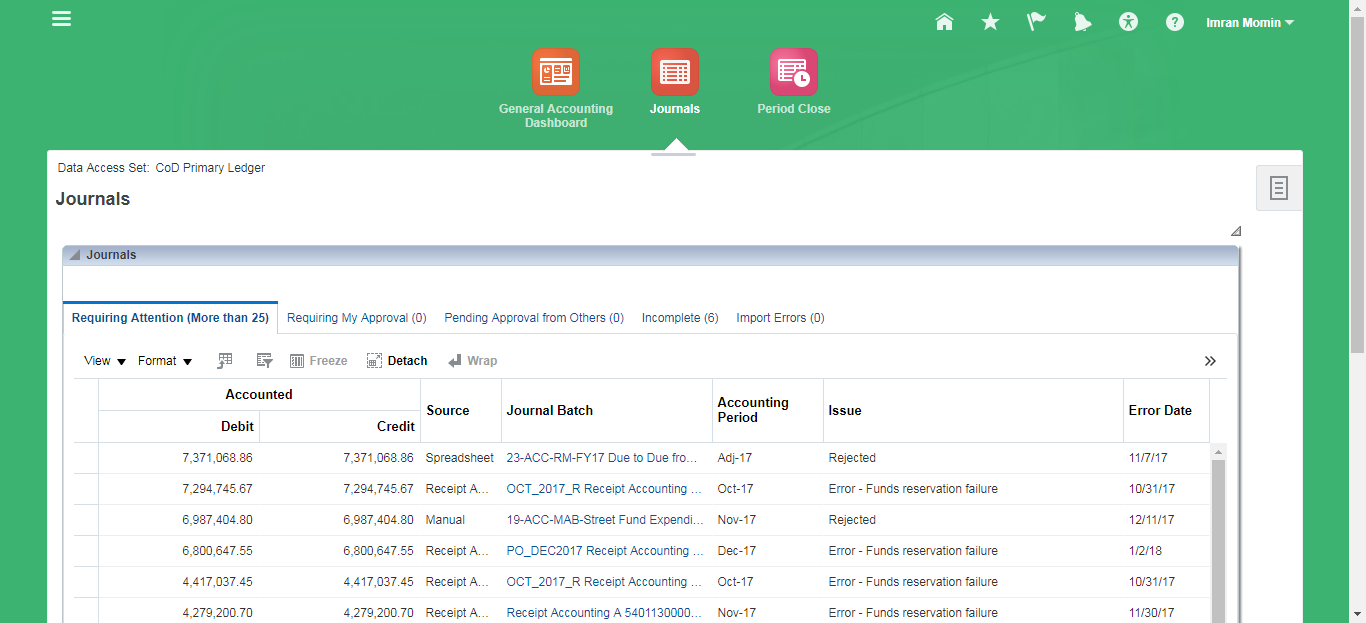 Imran Momin
General Accounting
Dashboard
Journals
Period Close
Data Access Set: CoD Primary Ledger
Journals
Journals
Requiring Attention (More than 25) Requiring My Approval (0) Pending Approval from Others (0) Incomplete (6) Import Errors (0)
View Format Freeze Detach Wrap
Accounted
Debit Credit Source Journal Batch Accounting Period Issue Error Date
7,371,068.86 7,371,068.86 Spreadsheet 23-ACC-RM-FY17 Due to Due fro... Adj-17 Rejected 11/7/17
7,294,745.67 7,294,745.67 Receipt A... OCT_2017_R Receipt Accounting ... Oct-17 Error - Funds reservation failure 10/31/17
6,987,404.80 6,987,404.80 Manual 19-ACC-MAB-Street Fund Expendi... Nov-17 Rejected 12/11/17
6,800,647.55 6,800,647.55 Receipt A... PO_DEC2017 Receipt Accounting ... Dec-17 Error - Funds reservation failure 1/2/18
4,417,037.45 4,417,037.45 Receipt A... OCT_2017_R Receipt Accounting ... Oct-17 Error - Funds reservation failure 10/31/17
4,279,200.70 4,279,200.70 Receipt A... Receipt Accounting A 5401130000... Nov-17 Error - Funds reservation failure 11/30/17